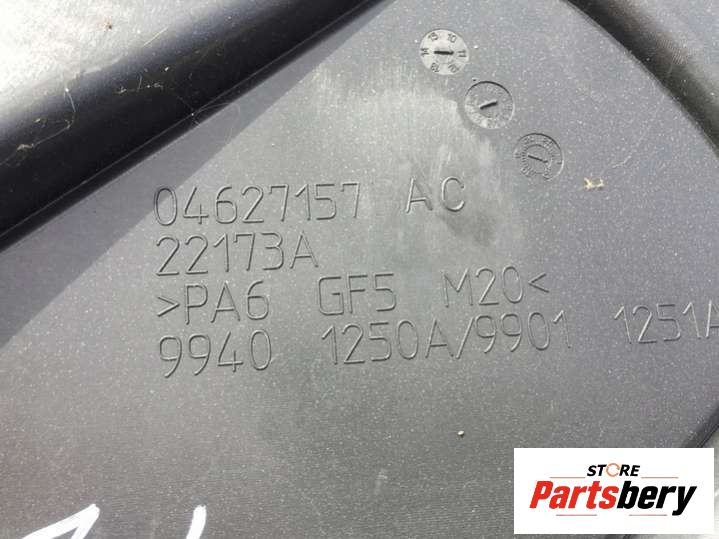 04627157 AC
22173A
>PA6 GF5 M20<
9940 1250A/9901 1251A
STORE
Partsbery